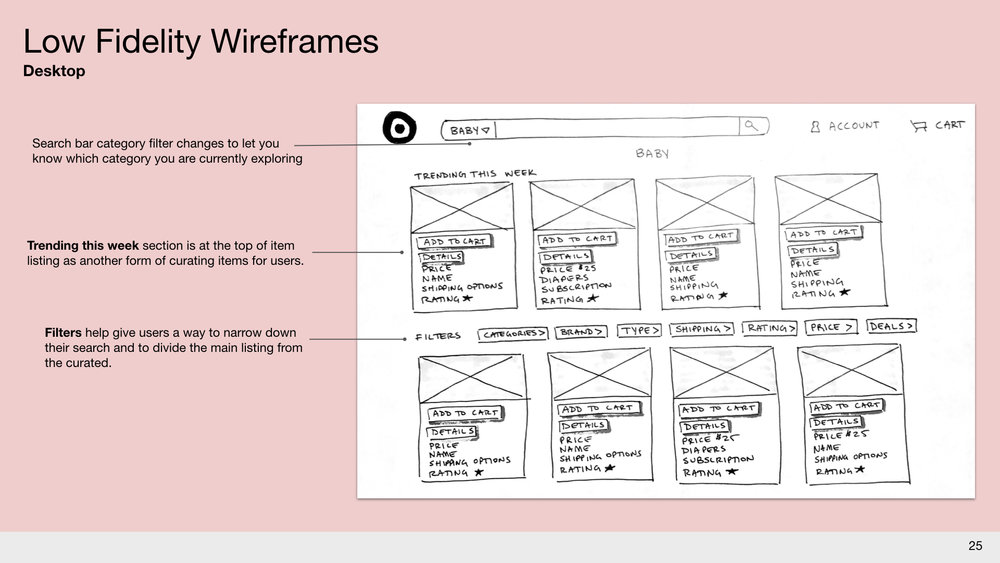 Low Fidelity Wireframes
Desktop
Search bar category filter changes to let you
know which category you are currently exploring
Trending this week section is at the top of item
listing as another form of curating items for users.
Filters help give users a way to narrow down
their search and to divide the main listing from
the curated.
BABY
ACCOUNT
CART
BABY
TRENDING THIS WEEK
ADD TO CART
DETAILS
PRICE
NAME
SHIPPING OPTIONS
RATING ★
ADD TO CART
DETAILS
PRICE $25
DIAPERS
SUBSCRIPTION
RATING ★
ADD TO CART
DETAILS
PRICE
NAME
SHIPPING
RATING ★
ADD TO CART
DETAILS
PRICE
NAME
SHIPPING
RATING ★
FILTERS CATEGORIES> BRAND> TYPE> SHIPPING> RATING> PRICE > DEALS>
ADD TO CART
DETAILS
PRICE
NAME
SHIPPING OPTIONS
RATING ★
ADD TO CART
DETAILS
PRICE
NAME
SHIPPING OPTIONS
RATING ★
ADD TO CART
DETAILS
PRICE $25
DIAPERS
SUBSCRIPTION
RATING ★
ADD TO CART
DETAILS
PRICE $25
NAME
SHIPPING OPTIONS
RATING ★
25